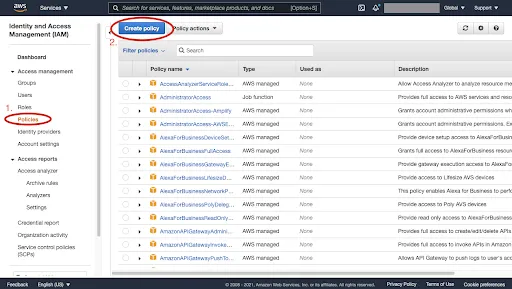 aws Services Search for services, features, marketplace products, and docs [Option+S] Global Support
Identity and Access
Management (IAM)
Dashboard
Access management
Groups
Users
Roles
1.
Policies
Identity providers
Account settings
Access reports
Access analyzer
Archive rules
Analyzers
Settings
Credential report
Organization activity
Service control policies
(SCPs)
Create policy Policy actions
2.
Filter policies Search
Policy name Type Used as Description
AccessAnalyzerServiceRole... AWS managed None Allow Access Analyzer to analyze resource me
AdministratorAccess Job function None Provides full access to AWS services and resou
AdministratorAccess-Amplify AWS managed None Grants account administrative permissions whi
AdministratorAccess-AWSE... AWS managed None Grants account administrative permissions. Ex
AlexaForBusinessDeviceSet... AWS managed None Provide device setup access to AlexaForBusine
AlexaForBusinessFullAccess AWS managed None Grants full access to AlexaForBusiness resourc
AlexaForBusinessGatewayE... AWS managed None Provide gateway execution access to AlexaFor
AlexaForBusinessLifesizeD... AWS managed None Provide access to Lifesize AVS devices
AlexaForBusinessNetworkP... AWS managed None This policy enables Alexa for Business to perfor
AlexaForBusinessPolyDeleg... AWS managed None Provide access to Poly AVS devices
AlexaForBusinessReadOnly... AWS managed None Provide read only access to AlexaForBusiness
AmazonAPIGatewayAdmini... AWS managed None Provides full access to create/edit/delete APIs
AmazonAPIGatewayInvoke... AWS managed None Provides full access to invoke APIs in Amazon
AmazonAPIGatewayPushTo... AWS managed None Allows API Gateway to push logs to user's acco
Feedback English (US) © 2008 - 2021, Amazon Web Services, Inc. or its affiliates. All rights reserved. Privacy Policy Terms of Use Cookie preferences